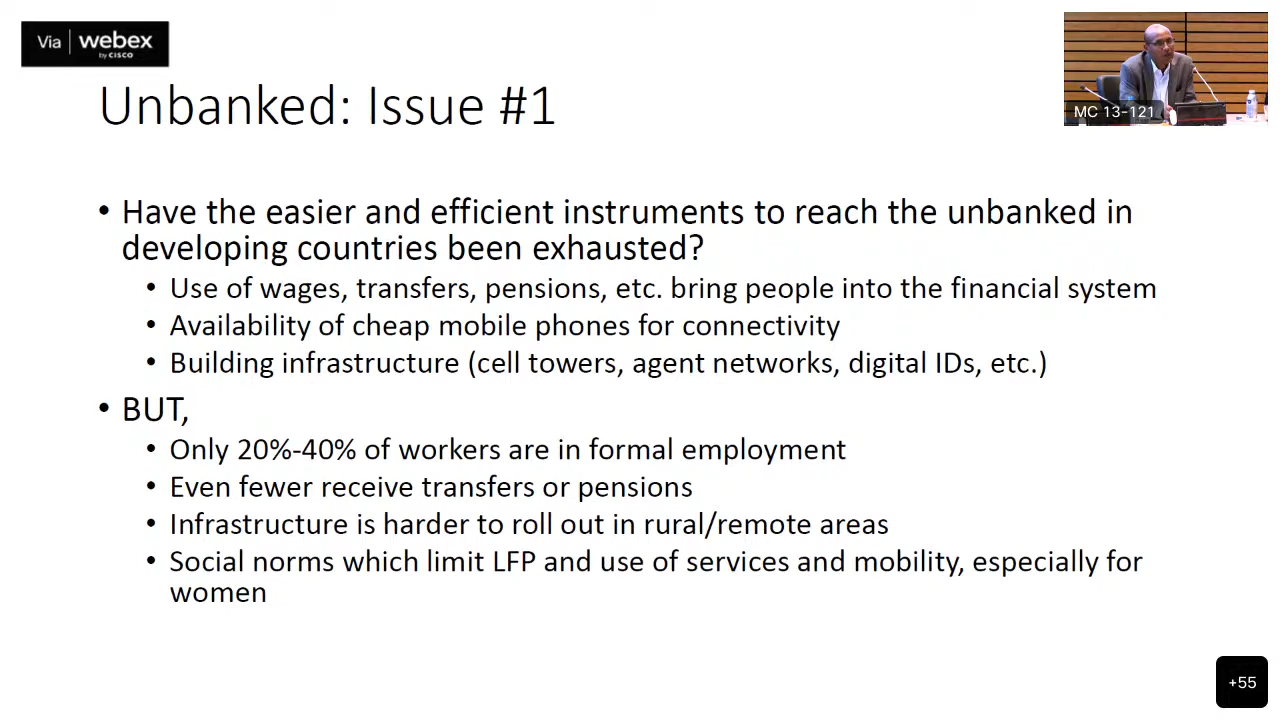 Via webex
by CISCO
Unbanked: Issue #1
MC 13-121
• Have the easier and efficient instruments to reach the unbanked in
developing countries been exhausted?
• Use of wages, transfers, pensions, etc. bring people into the financial system
• Availability of cheap mobile phones for connectivity
• Building infrastructure (cell towers, agent networks, digital IDs, etc.)
• BUT,
• Only 20%-40% of workers are in formal employment
• Even fewer receive transfers or pensions
• Infrastructure is harder to roll out in rural/remote areas
• Social norms which limit LFP and use of services and mobility, especially for
women
+55